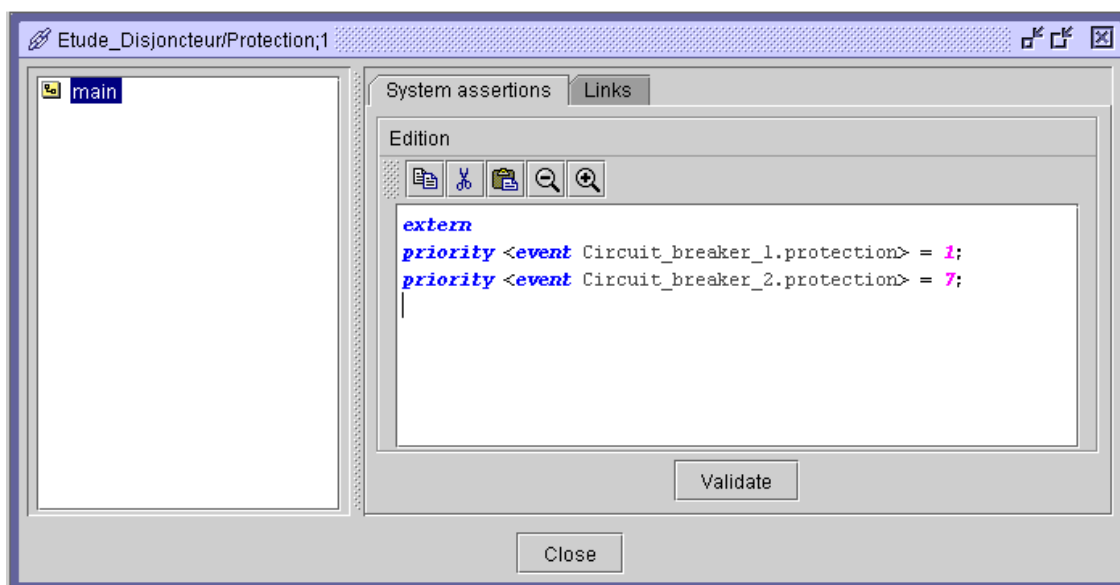 Etude_Disjoncteur/Protection;1
main
System assertions
Links
Edition
extern
priority <event Circuit_breaker_1.protection> = 1;
priority <event Circuit_breaker_2.protection> = 7;
Validate
Close